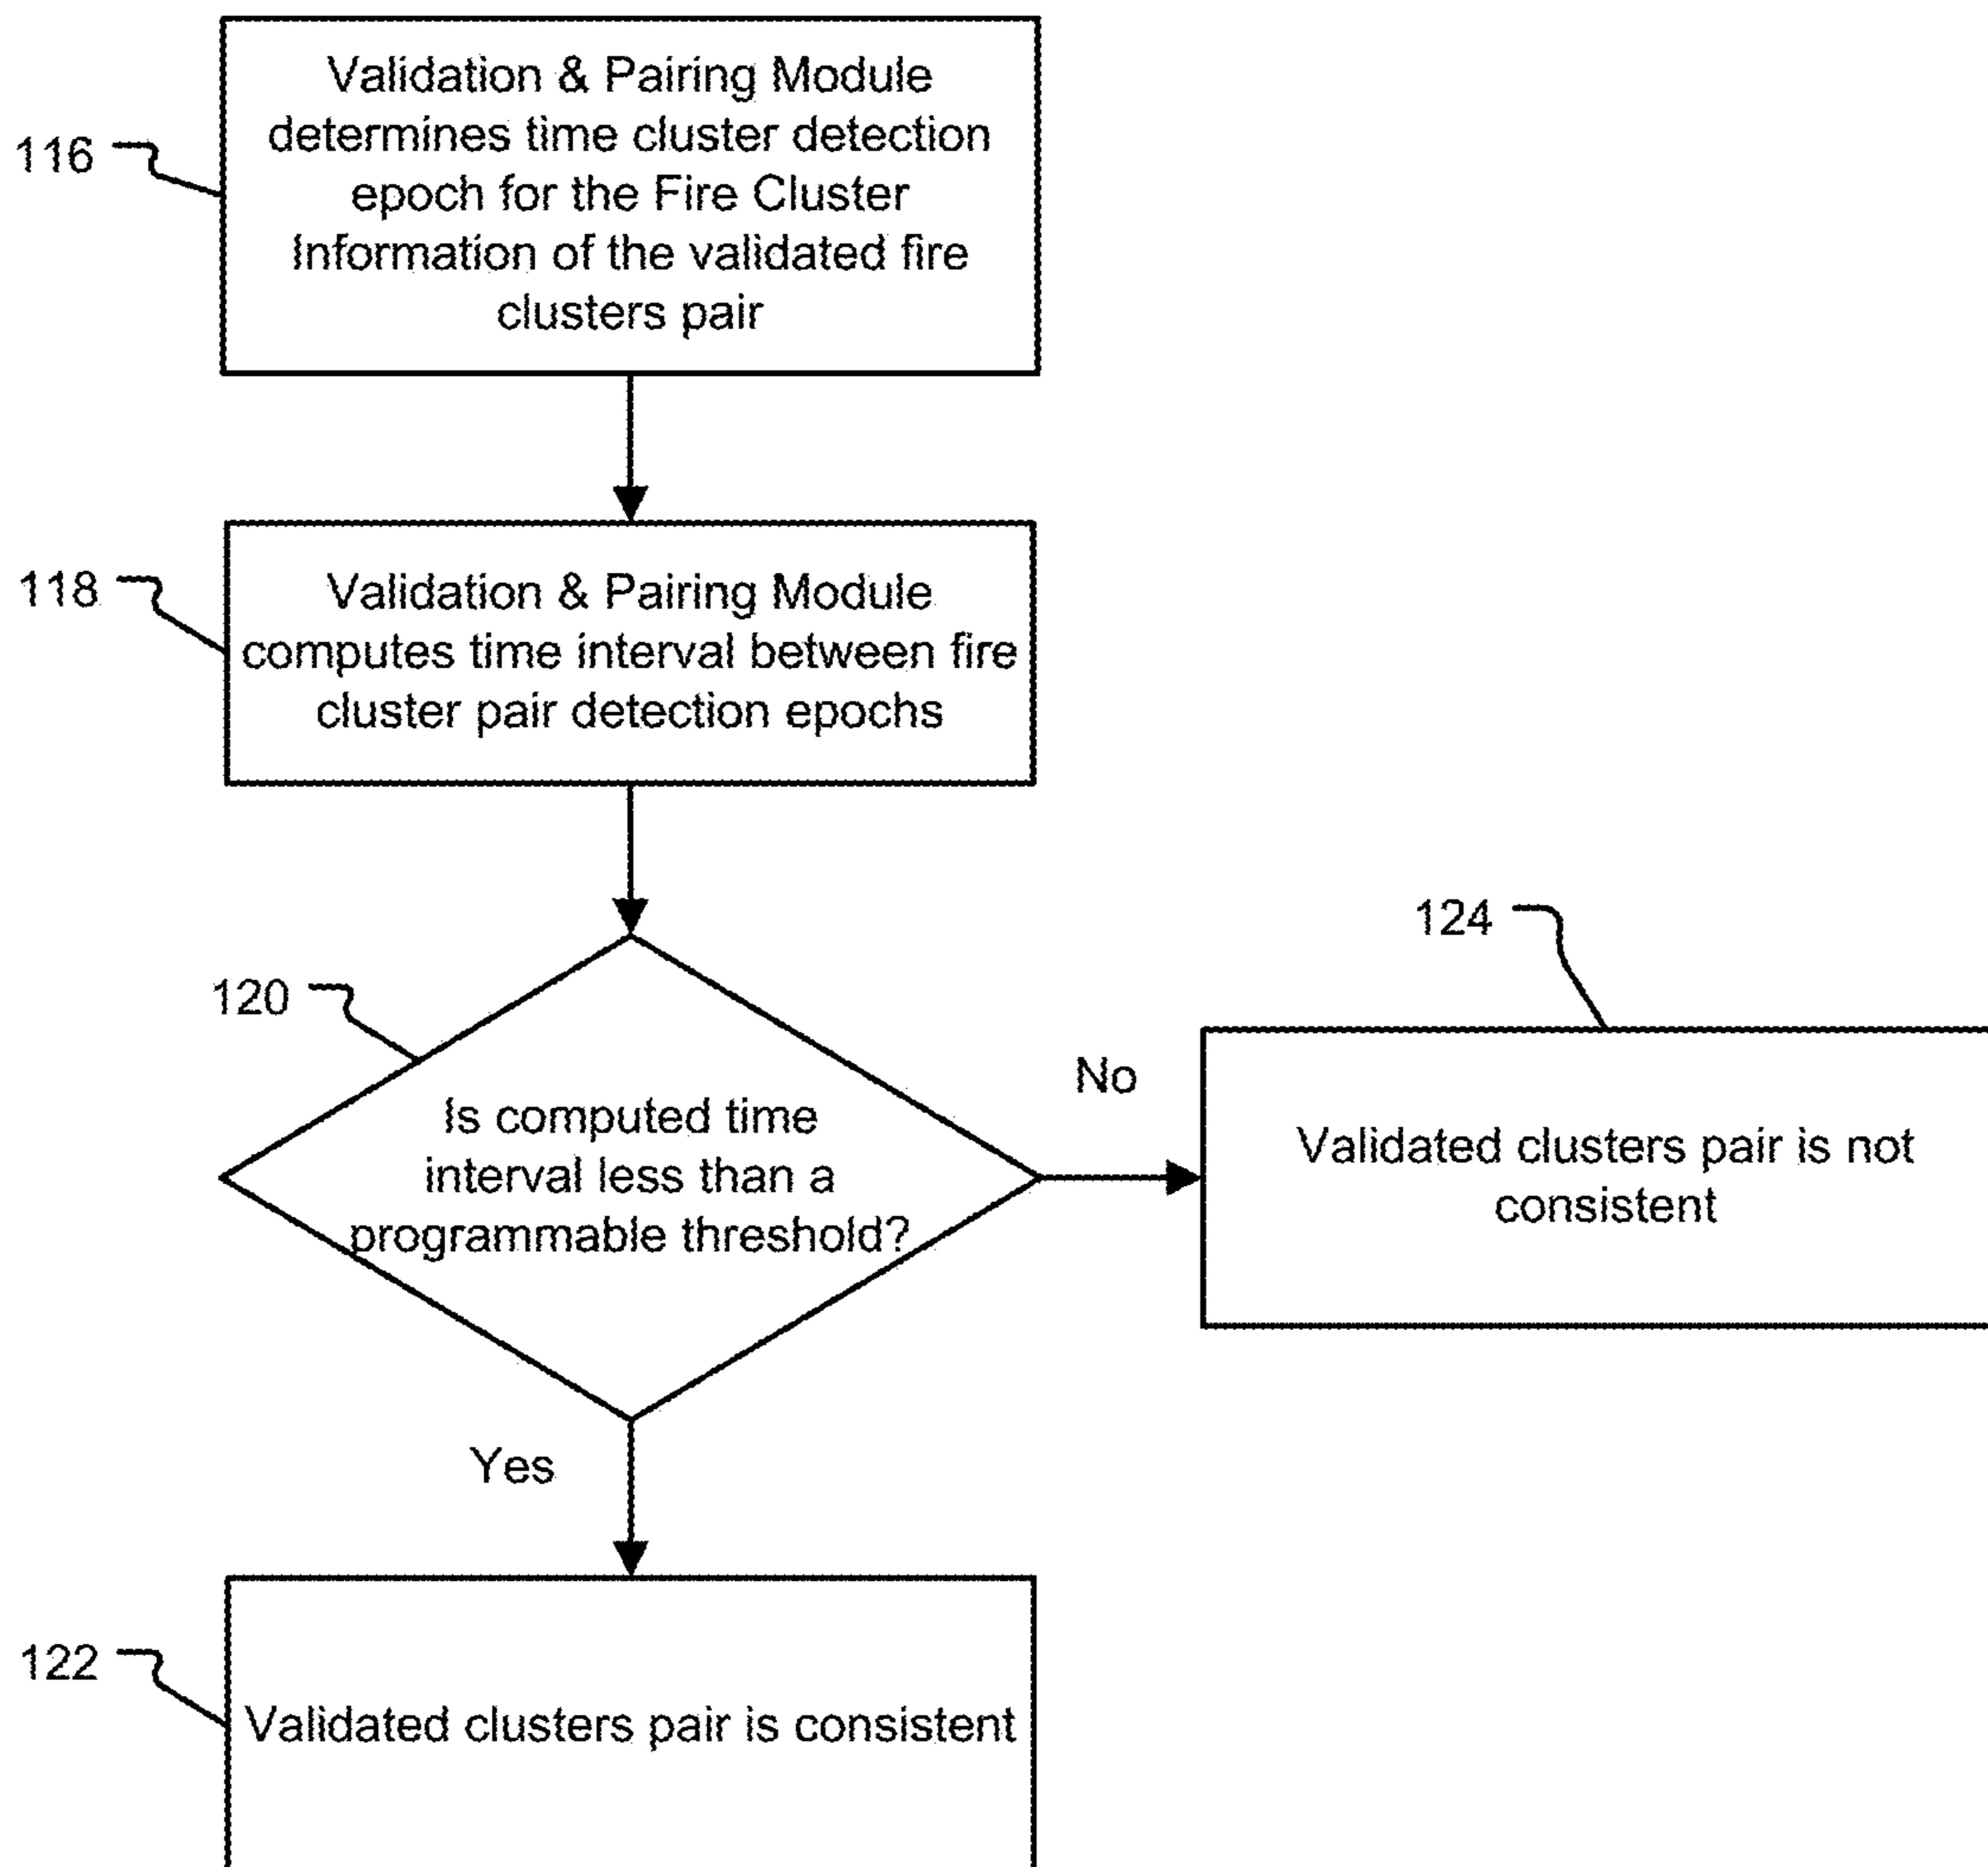 116
Validation & Pairing Module
determines time cluster detection
epoch for the Fire Cluster
Information of the validated fire
clusters pair
118
Validation & Pairing Module
computes time interval between fire
cluster pair detection epochs
120
Is computed time
interval less than a
programmable threshold?
No
124
Validated clusters pair is not
consistent
Yes
122
Validated clusters pair is consistent